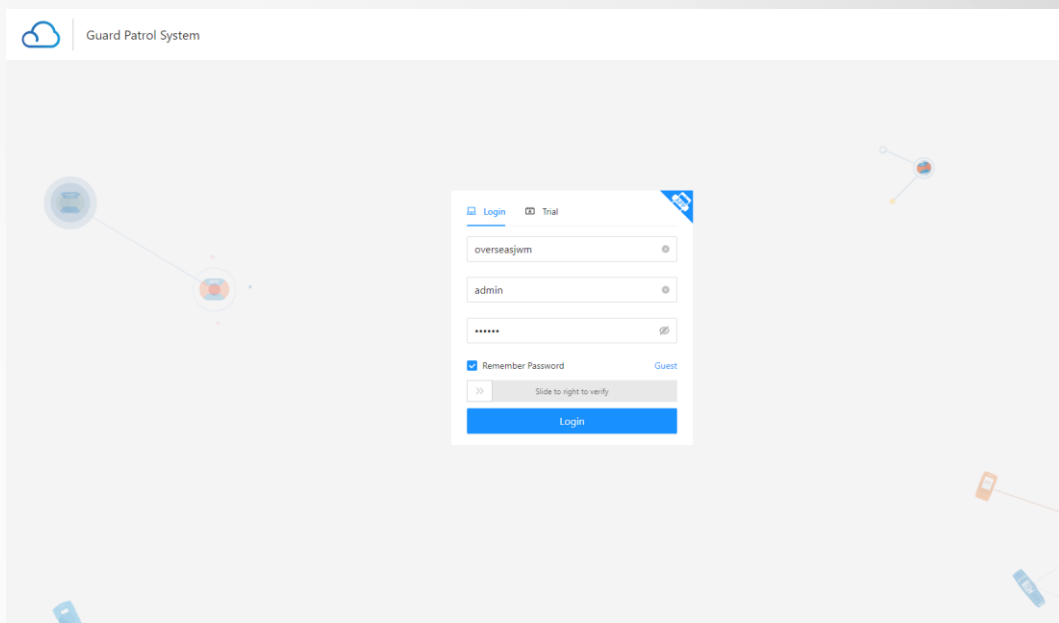 Guard Patrol System
Login Trial
overseasjwm
admin
••••••
Remember Password Guest
Slide to right to verify
Login